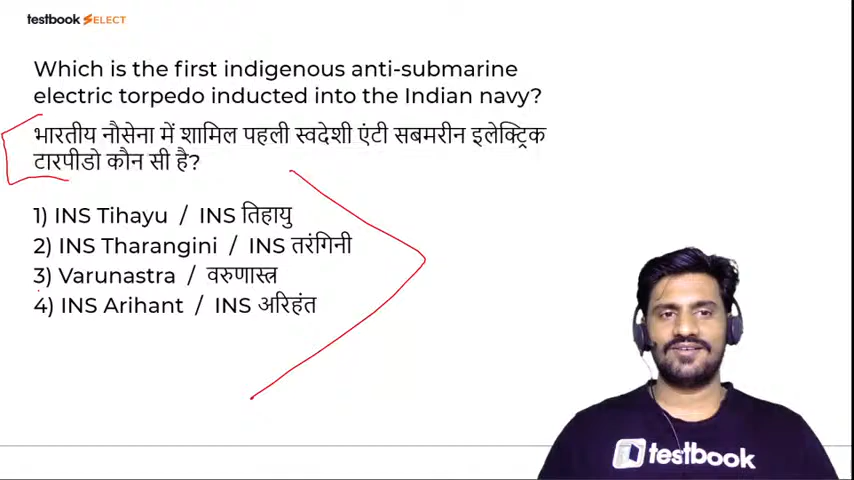 testbook SELECT
Which is the first indigenous anti-submarine
electric torpedo inducted into the Indian navy?
भारतीय नौसेना में शामिल पहली स्वदेशी एंटी सबमरीन इलेक्ट्रिक
टारपीडो कौन सी है?
1) INS Tihayu / INS तिहायु
2) INS Tharangini / INS तरंगिनी
3) Varunastra / वरुणास्त्र
4) INS Arihant / INS अरिहंत
testbook